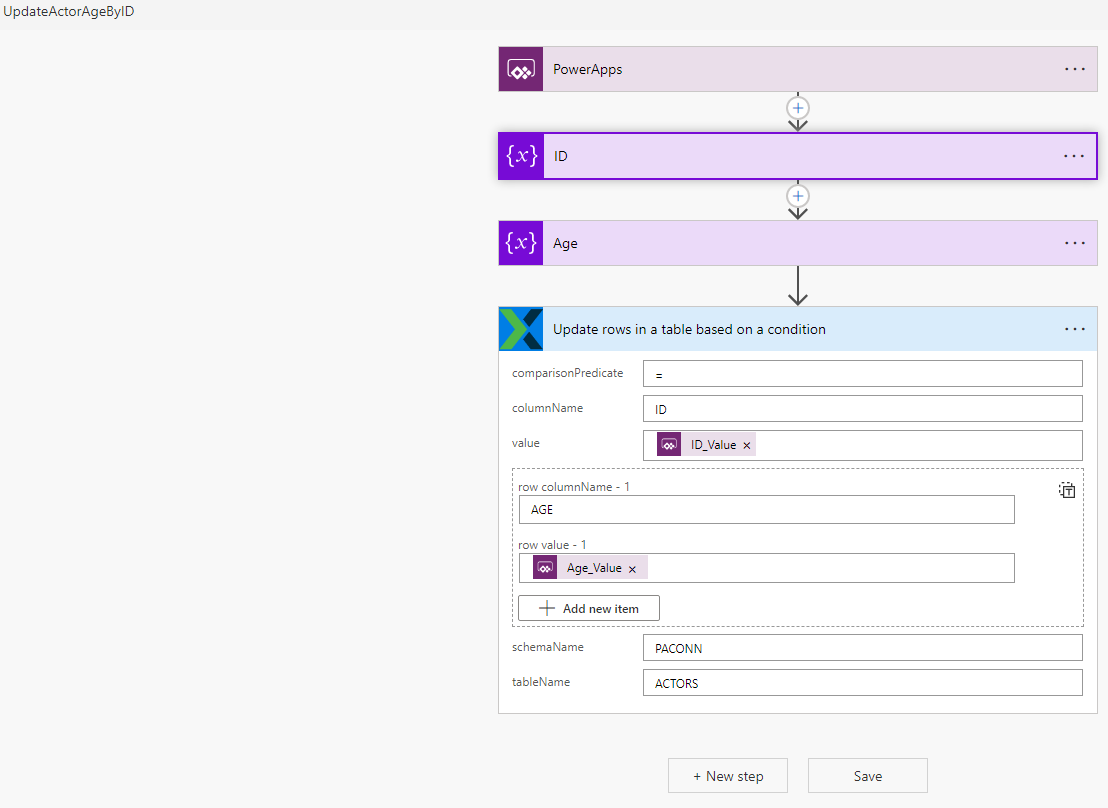 UpdateActorAgeByID
PowerApps
{x} ID
{x} Age
Update rows in a table based on a condition
comparisonPredicate =
columnName ID
value ID_Value ×
row columnName - 1
AGE
row value - 1
Age_Value ×
Add new item
schemaName PACONN
tableName ACTORS
+ New step Save